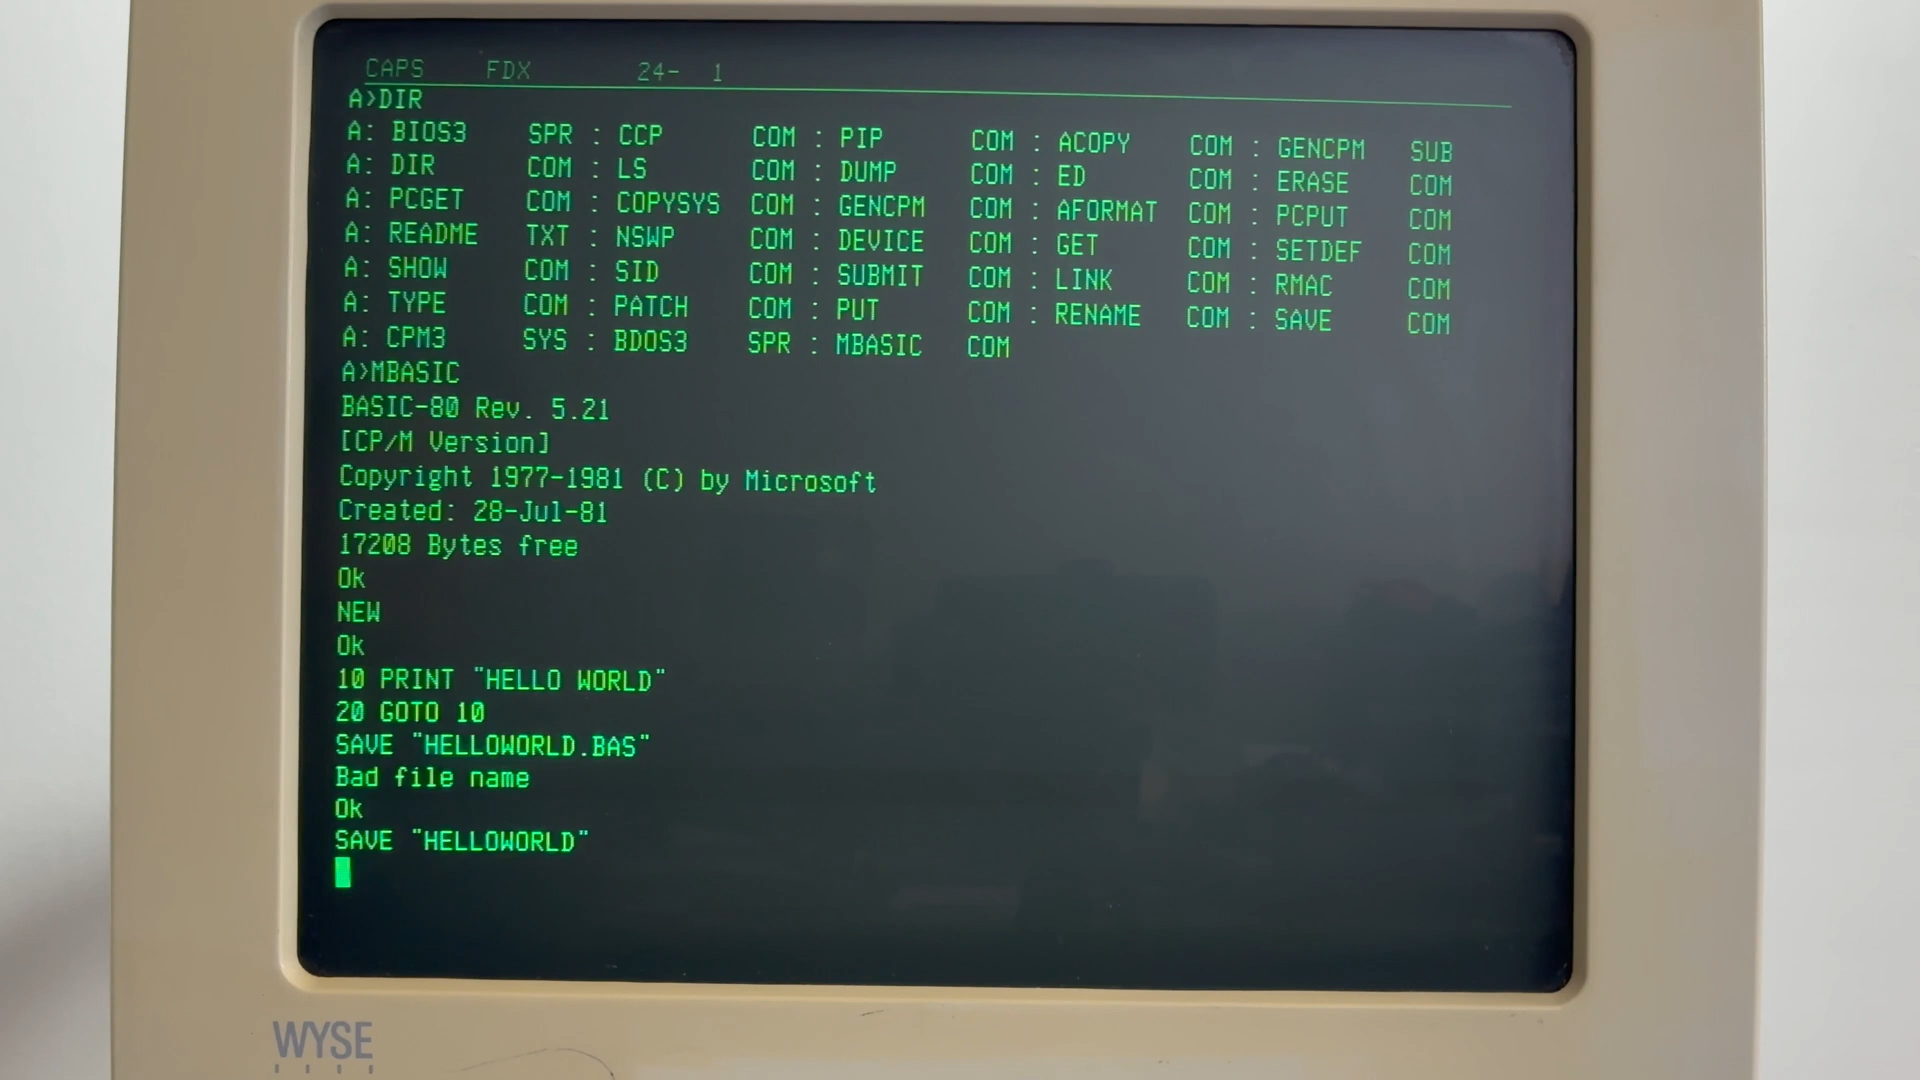 CAPS FDX 24- 1
A>DIR
A: BIOS3 SPR : CCP COM : PIP COM : ACOPY COM : GENCPM SUB
A: DIR COM : LS COM : DUMP COM : ED COM : ERASE COM
A: PCGET COM : COPYSYS COM : GENCPM COM : AFORMAT COM : PCPUT COM
A: README TXT : NSWP COM : DEVICE COM : GET COM : SETDEF COM
A: SHOW COM : SID COM : SUBMIT COM : LINK COM : RMAC COM
A: TYPE COM : PATCH COM : PUT COM : RENAME COM : SAVE COM
A: CPM3 SYS : BDOS3 SPR : MBASIC COM
A>MBASIC
BASIC-80 Rev. 5.21
[CP/M Version]
Copyright 1977-1981 (C) by Microsoft
Created: 28-Jul-81
17208 Bytes free
Ok
NEW
Ok
10 PRINT "HELLO WORLD"
20 GOTO 10
SAVE "HELLOWORLD.BAS"
Bad file name
Ok
SAVE "HELLOWORLD"
WYSE